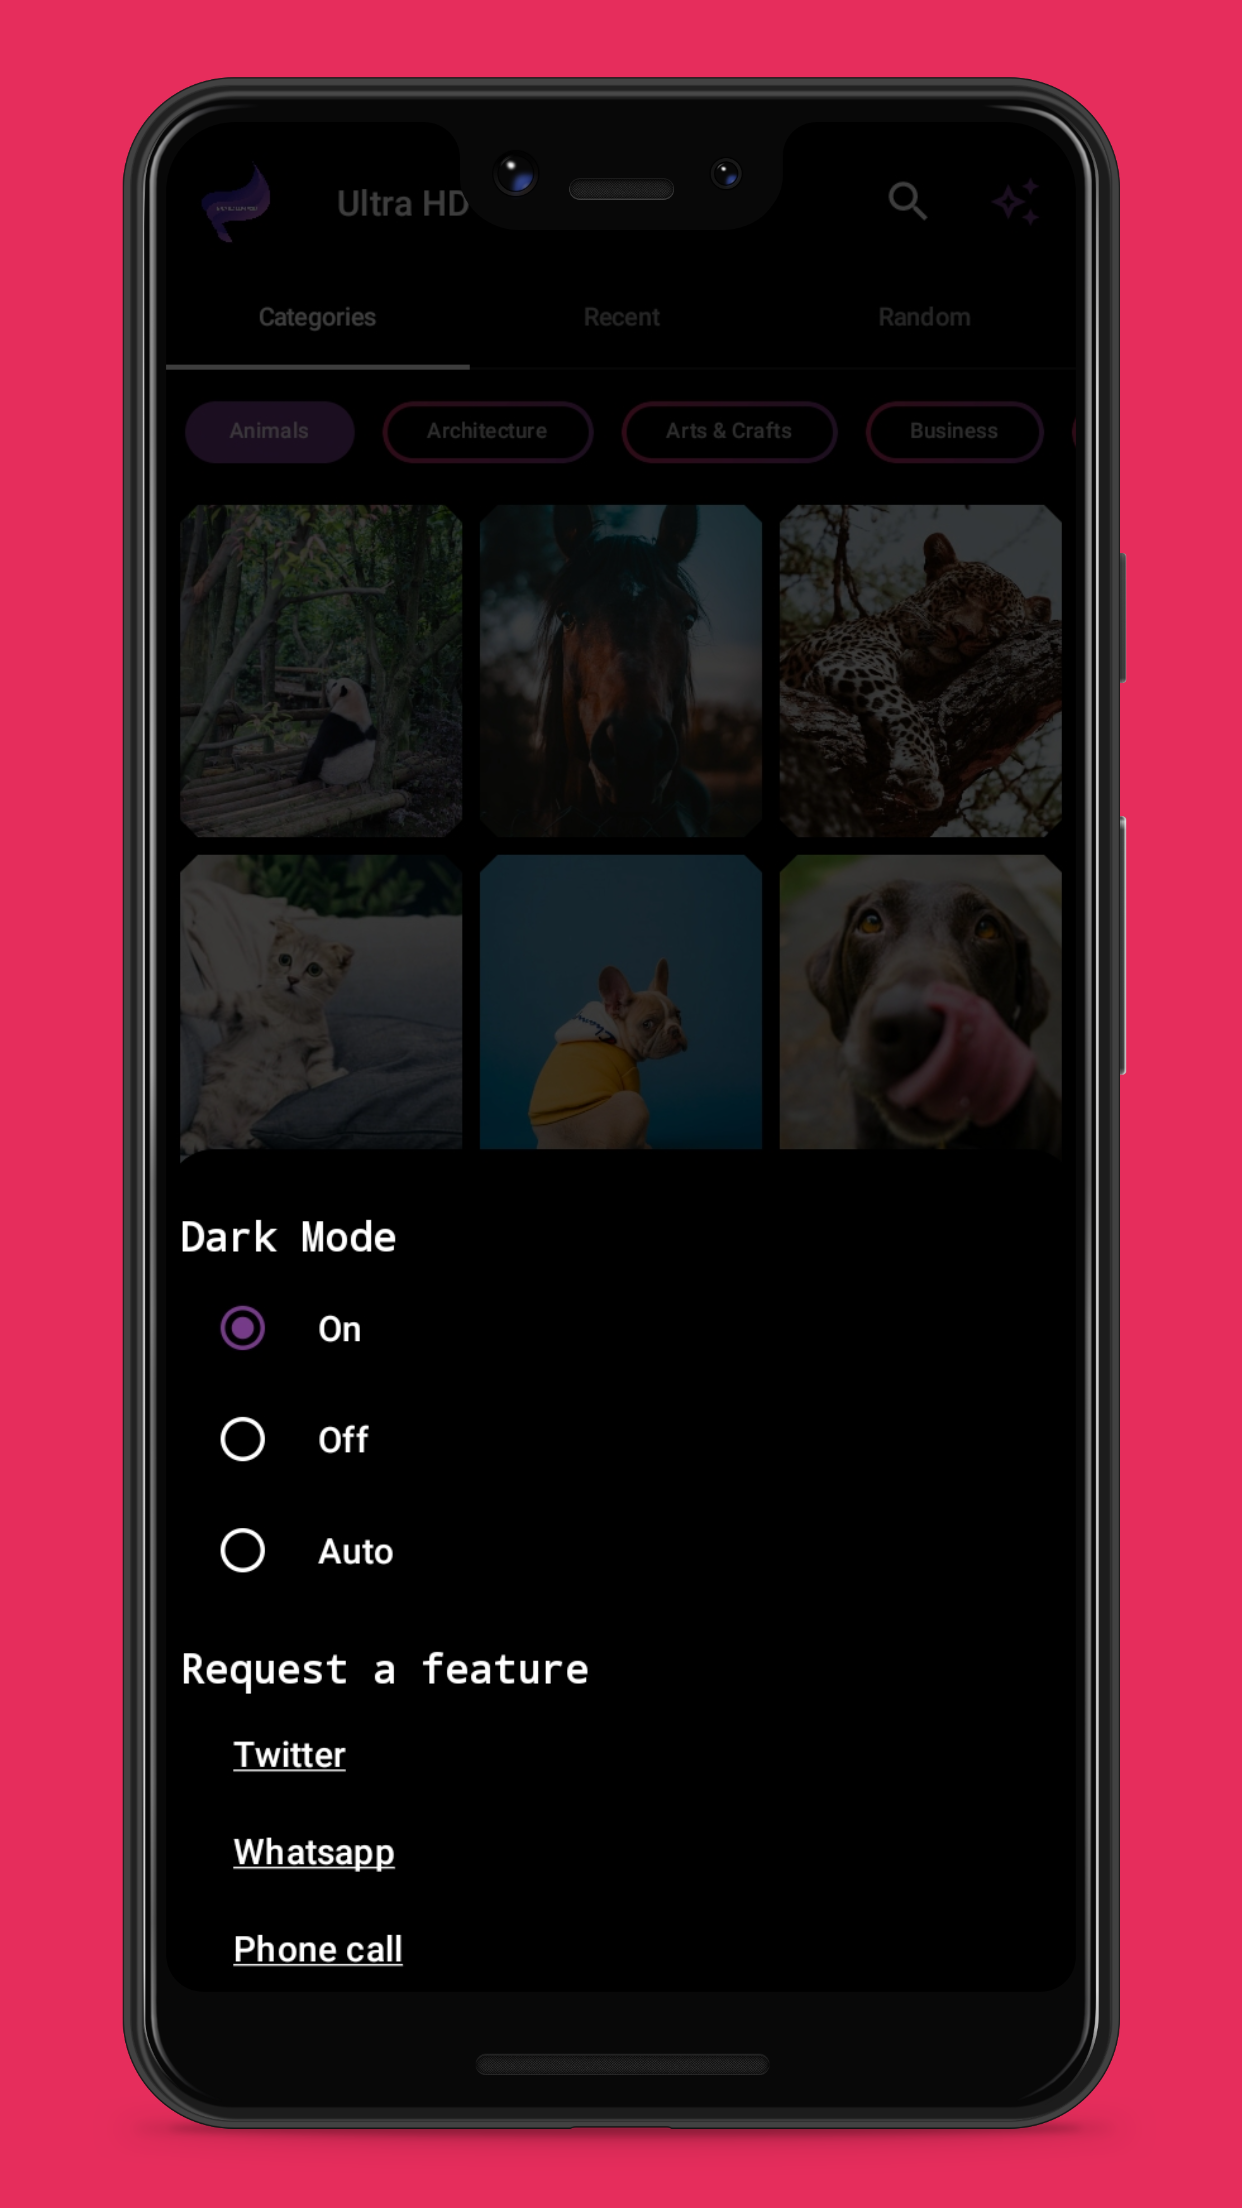 Ultra HD
Categories
Recent
Random
Animals
Architecture
Arts & Crafts
Business
Dark Mode
On
Off
Auto
Request a feature
Twitter
Whatsapp
Phone call